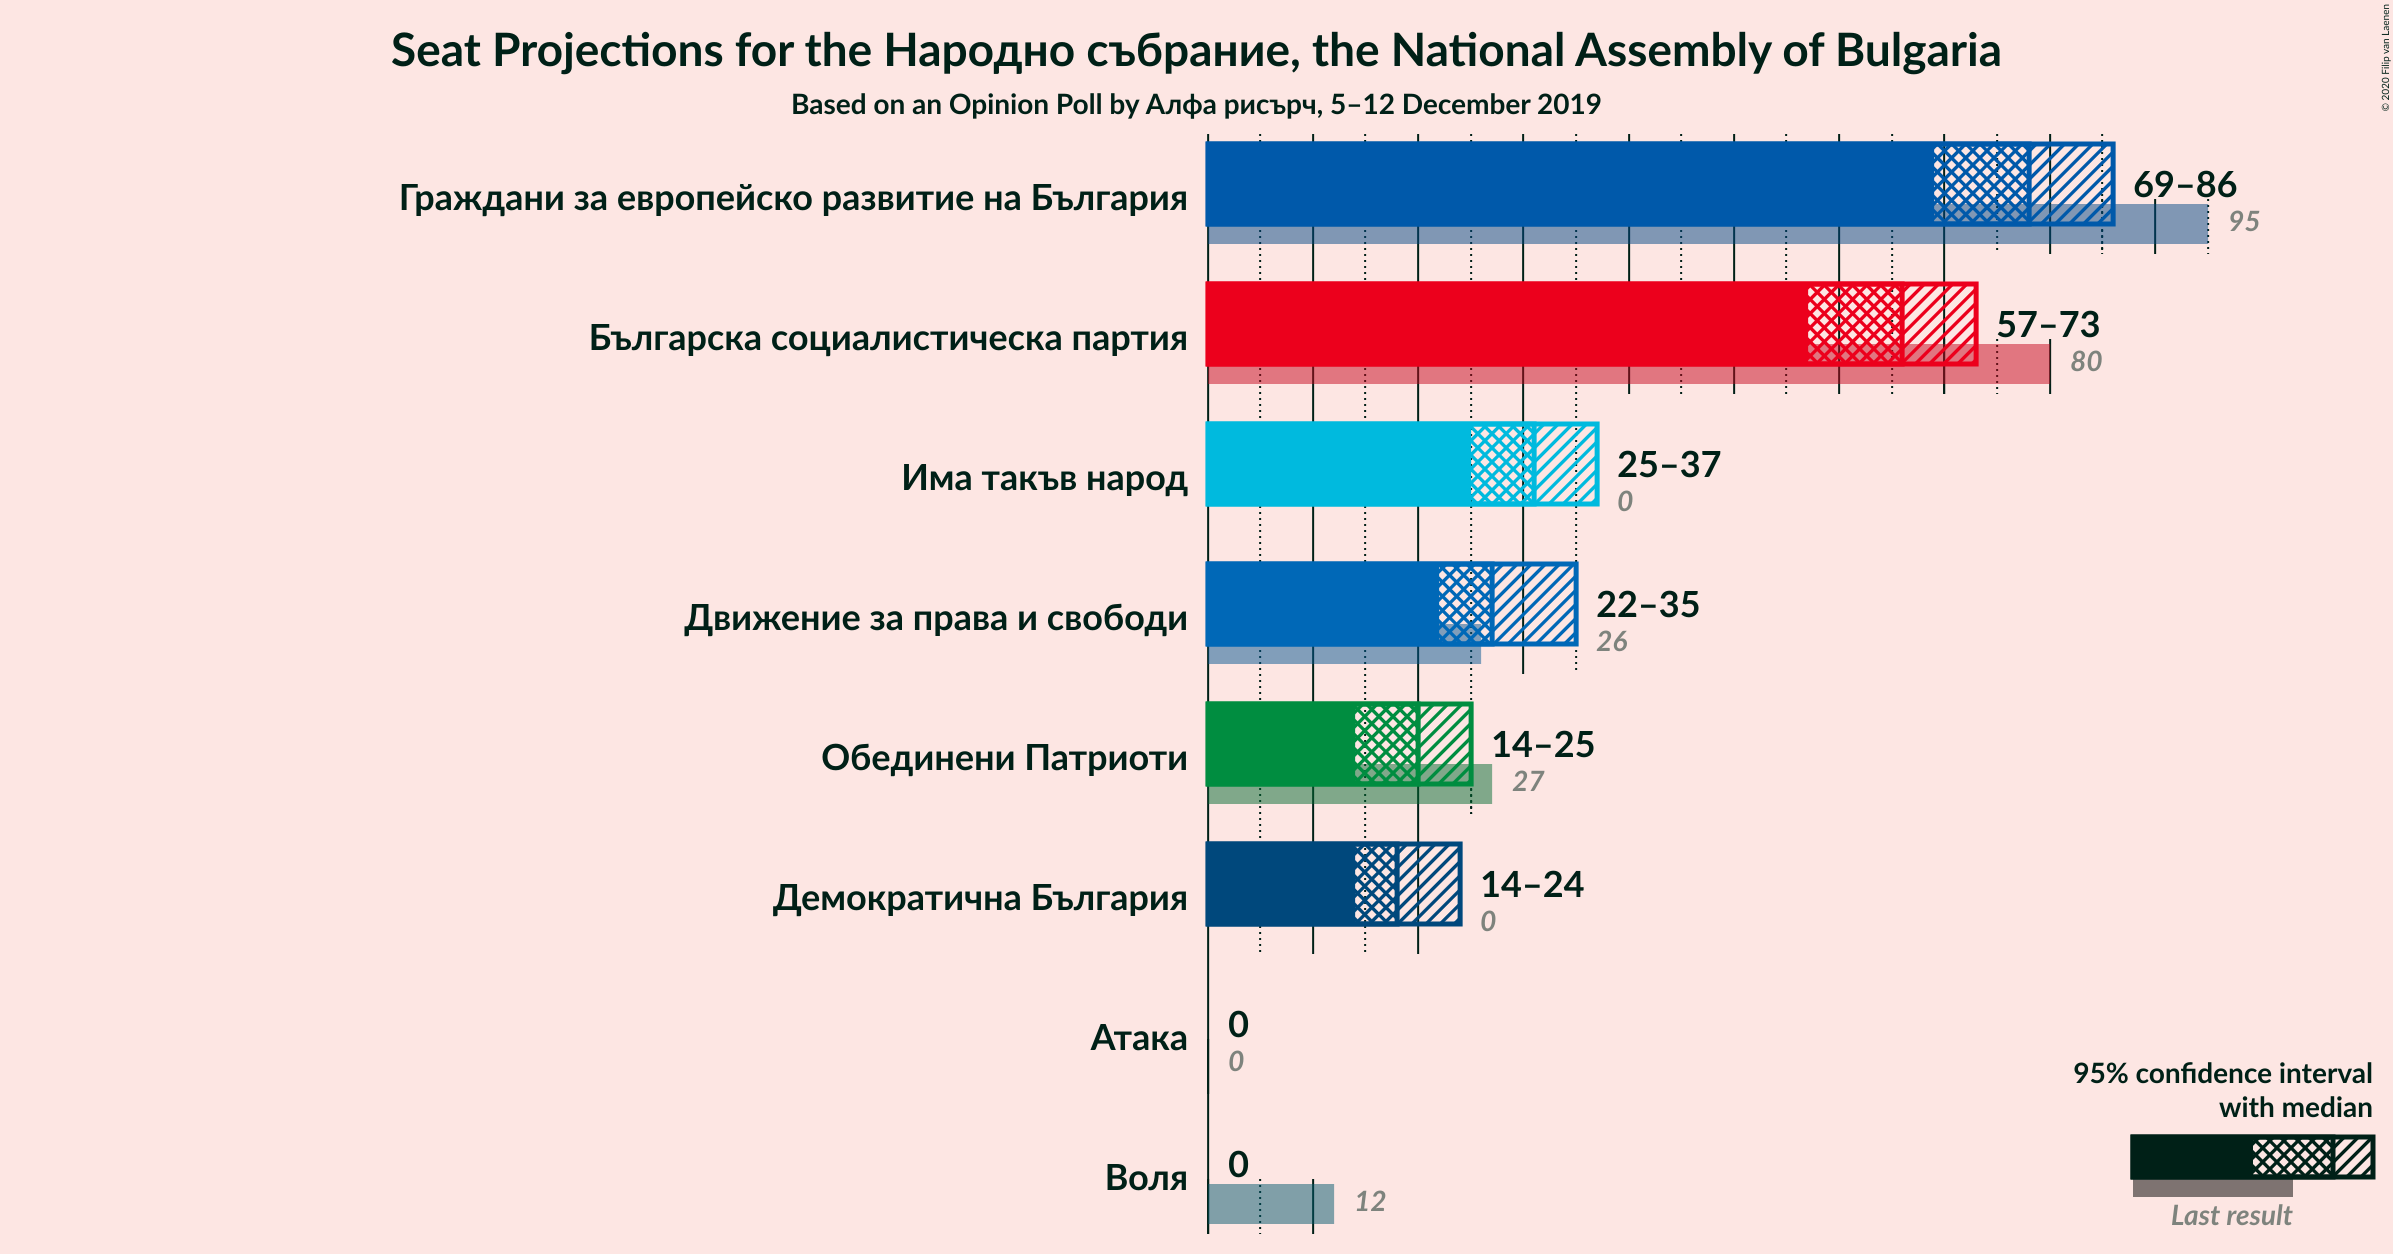 Seat Projections for the Народно събрание, the National Assembly of Bulgaria
Based on an Opinion Poll by Алфа рисърч, 5–12 December 2019
© 2020 Filip van Laenen
Граждани за европейско развитие на България
69–86
95
Българска социалистическа партия
57–73
80
Има такъв народ
25–37
0
Движение за права и свободи
22–35
26
Обединени Патриоти
14–25
27
Демократична България
14–24
0
Атака
0
0
Воля
0
12
95% confidence interval
with median
Last result